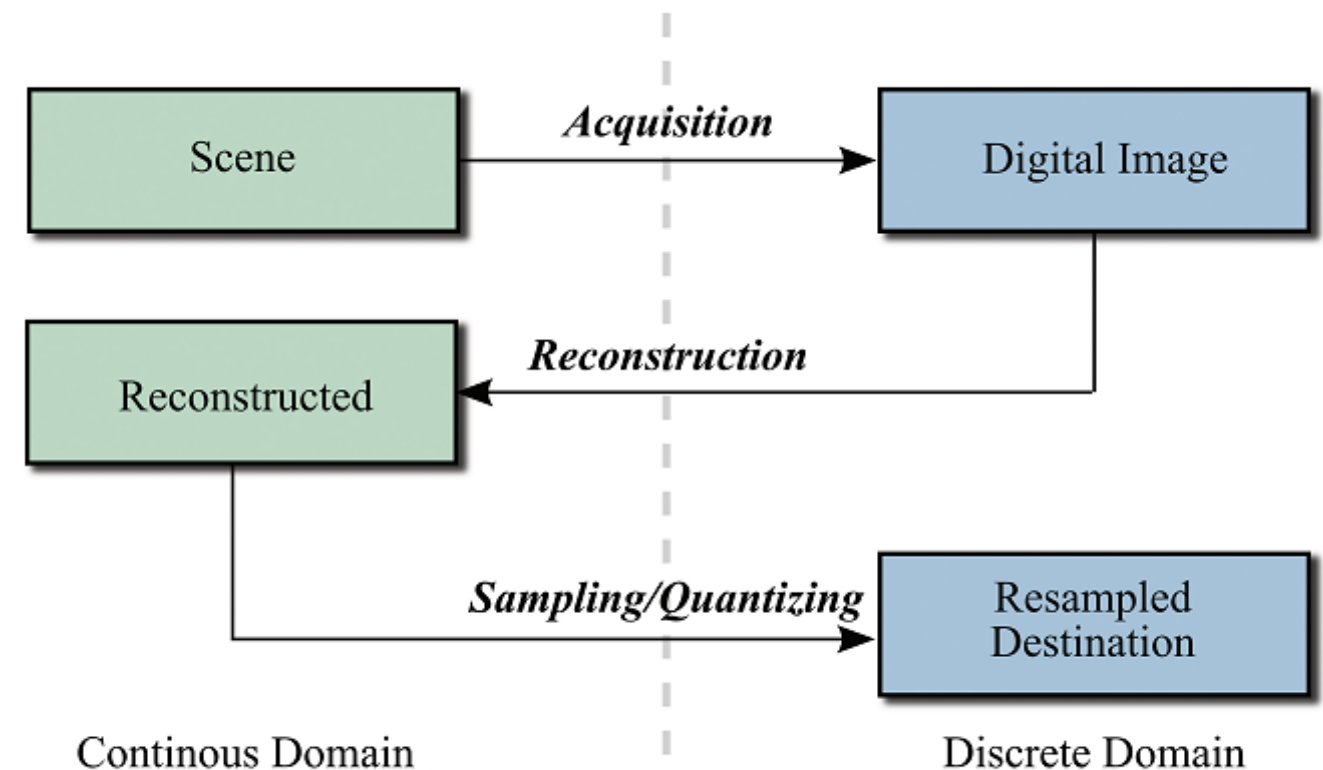 Scene
Acquisition
Digital Image
Reconstruction
Reconstructed
Sampling/Quantizing
Resampled
Destination
Continous Domain
Discrete Domain